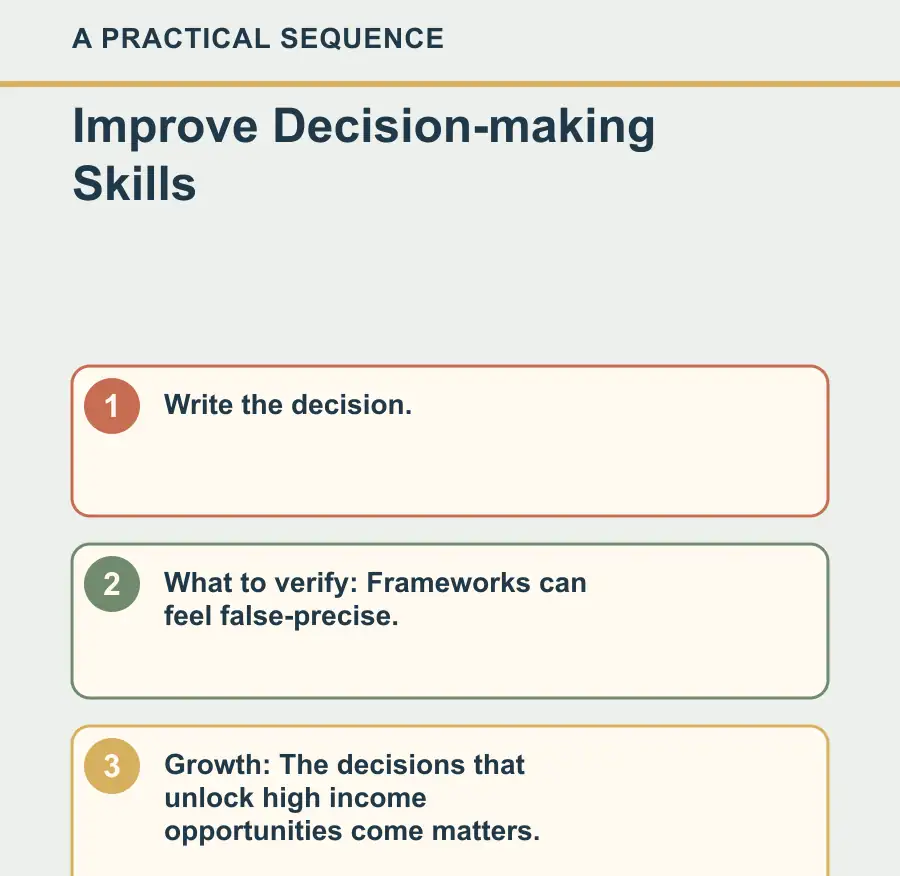 A PRACTICAL SEQUENCE
Improve Decision-making
Skills
1
Write the decision.
2
What to verify: Frameworks can
feel false-precise.
3
Growth: The decisions that
unlock high income
opportunities come matters.